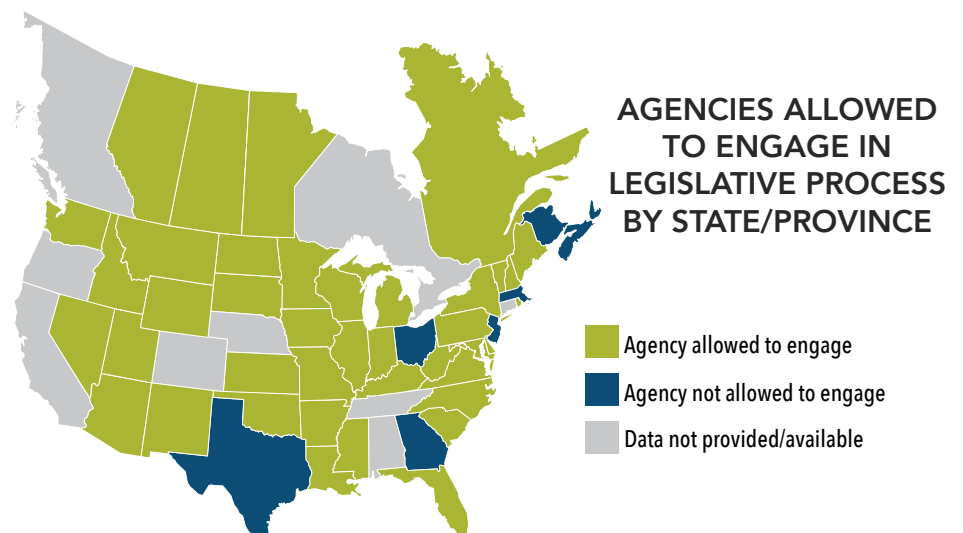 AGENCIES ALLOWED
TO ENGAGE IN
LEGISLATIVE PROCESS
BY STATE/PROVINCE
Agency allowed to engage
Agency not allowed to engage
Data not provided/available